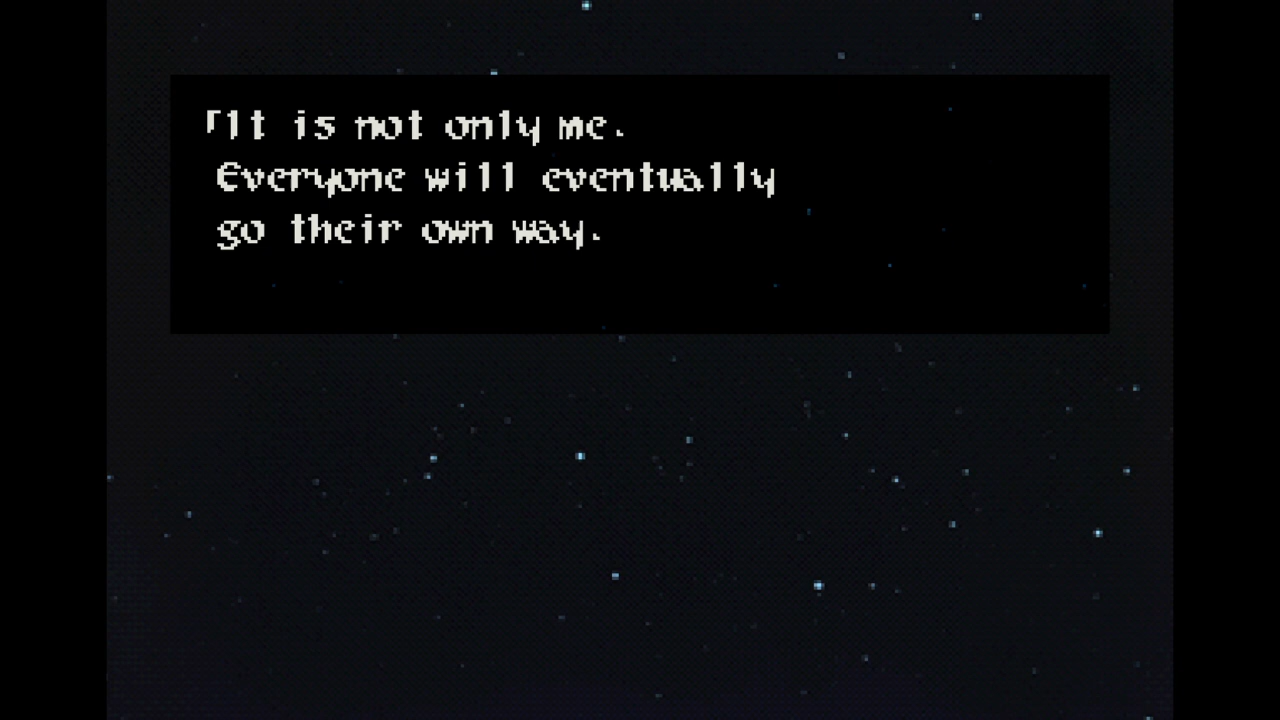 「It is not only me.
Everyone will eventually
go their own way.